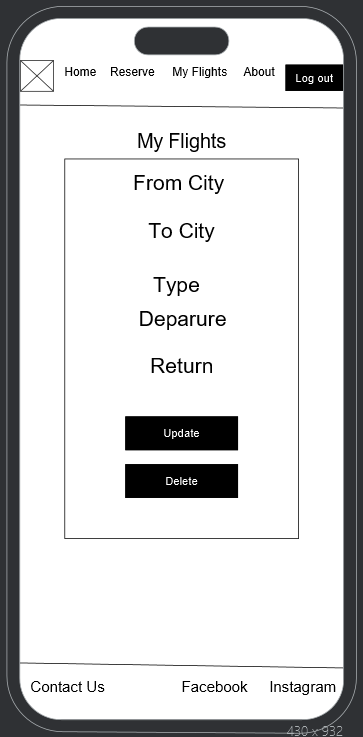 Home Reserve My Flights About Log out
My Flights
From City
To City
Type
Deparure
Return
Update
Delete
Contact Us Facebook Instagram
430 x 932